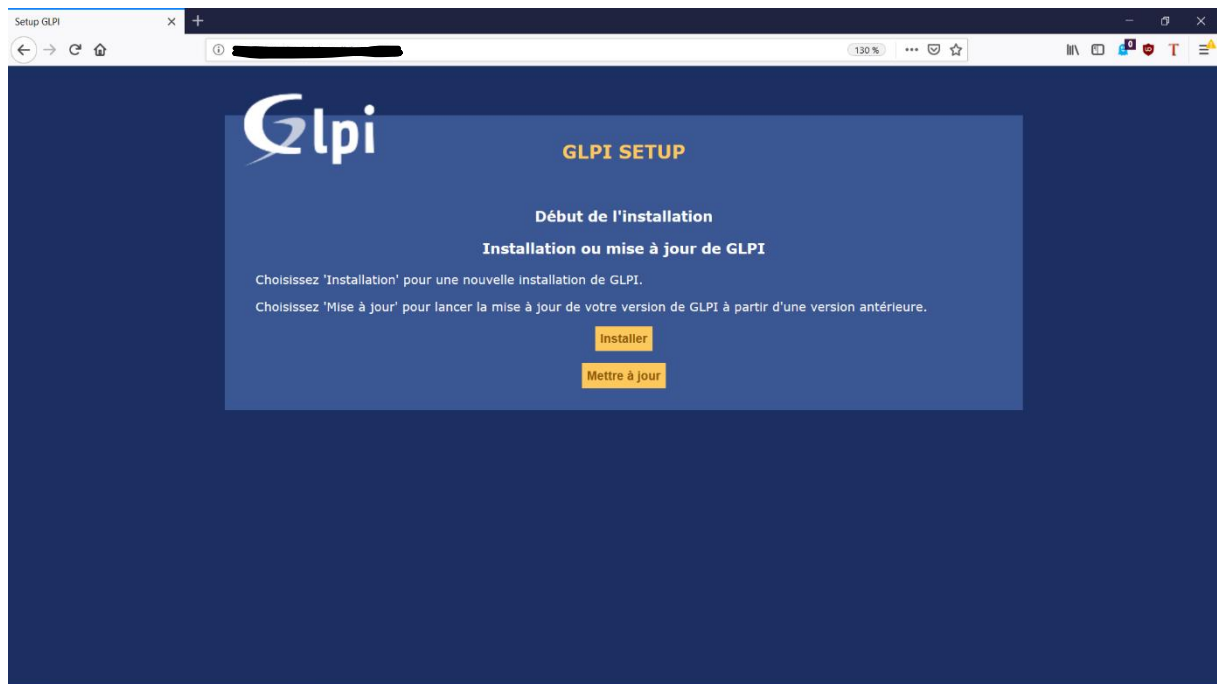 Setup GLPI
130 %
0
T
Glpi
GLPI SETUP
Début de l'installation
Installation ou mise à jour de GLPI
Choisissez 'Installation' pour une nouvelle installation de GLPI.
Choisissez 'Mise à jour' pour lancer la mise à jour de votre version de GLPI à partir d'une version antérieure.
Installer
Mettre à jour